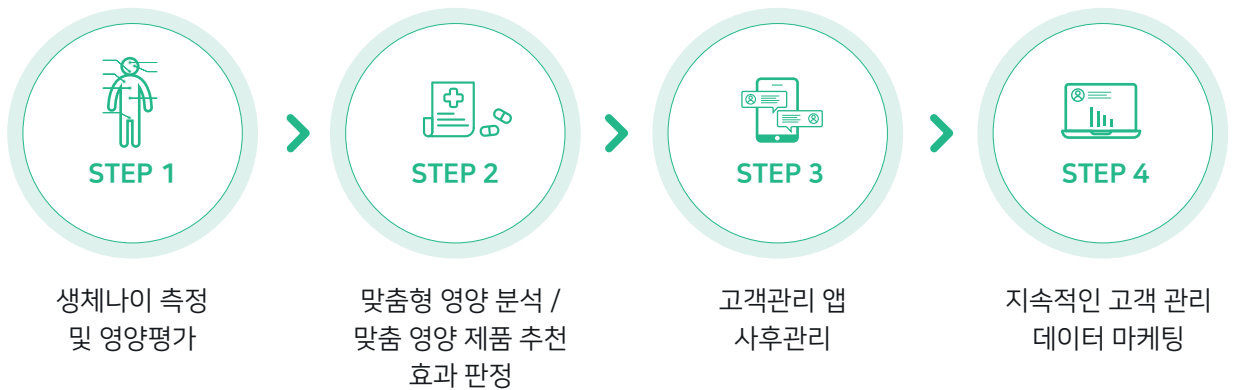 STEP 1
생체나이 측정
및 영양평가
STEP 2
맞춤형 영양 분석 /
맞춤 영양 제품 추천
효과 판정
STEP 3
고객관리 앱
사후관리
STEP 4
지속적인 고객 관리
데이터 마케팅